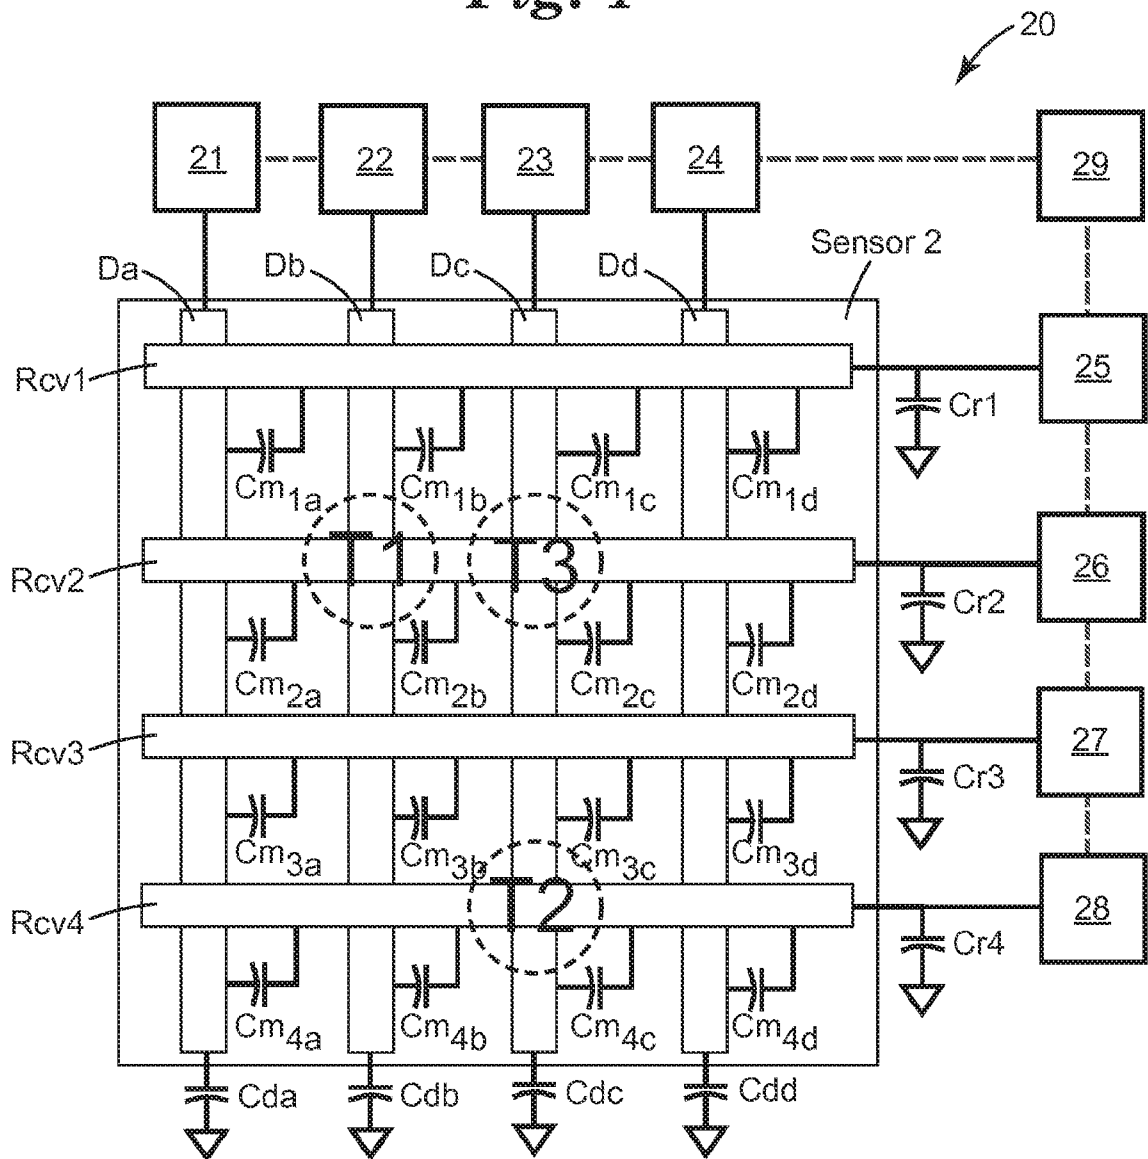 Fig. 1
20
21 22 23 24 29
Sensor 2
Da Db Dc Dd
Rcv1 25
Cr1
Cm1a Cm1b Cm1c Cm1d
T1 T3
Rcv2 26
Cr2
Cm2a Cm2b Cm2c Cm2d
Rcv3 27
Cr3
Cm3a Cm3b Cm3c Cm3d
T2
Rcv4 28
Cr4
Cm4a Cm4b Cm4c Cm4d
Cda Cdb Cdc Cdd